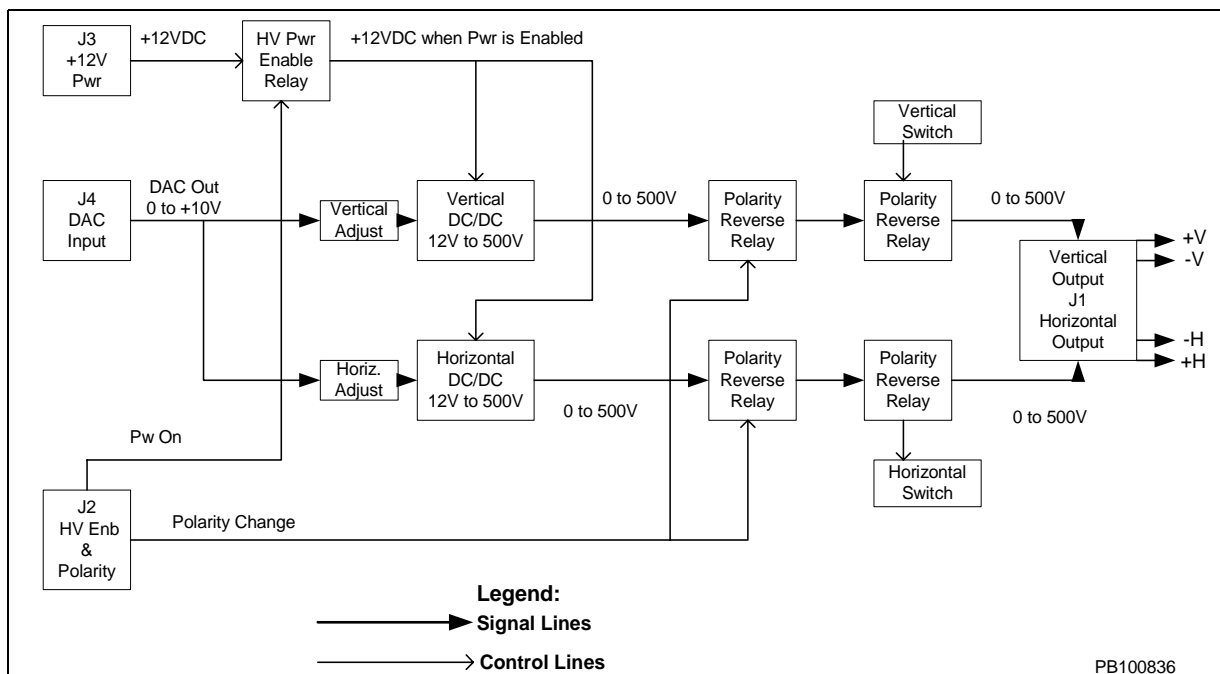 J3
+12V
Pwr
+12VDC
HV Pwr
Enable
Relay
+12VDC when Pwr is Enabled
Vertical
Switch
J4
DAC
Input
DAC Out
0 to +10V
Vertical
Adjust
Vertical
DC/DC
12V to 500V
0 to 500V
Polarity
Reverse
Relay
Polarity
Reverse
Relay
0 to 500V
Vertical
Output
J1
Horizontal
Output
+V
-V
-H
+H
Horiz.
Adjust
Horizontal
DC/DC
12V to 500V
0 to 500V
Polarity
Reverse
Relay
Polarity
Reverse
Relay
0 to 500V
Horizontal
Switch
Pw On
J2
HV Enb
&
Polarity
Polarity Change
Legend:
Signal Lines
Control Lines
PB100836